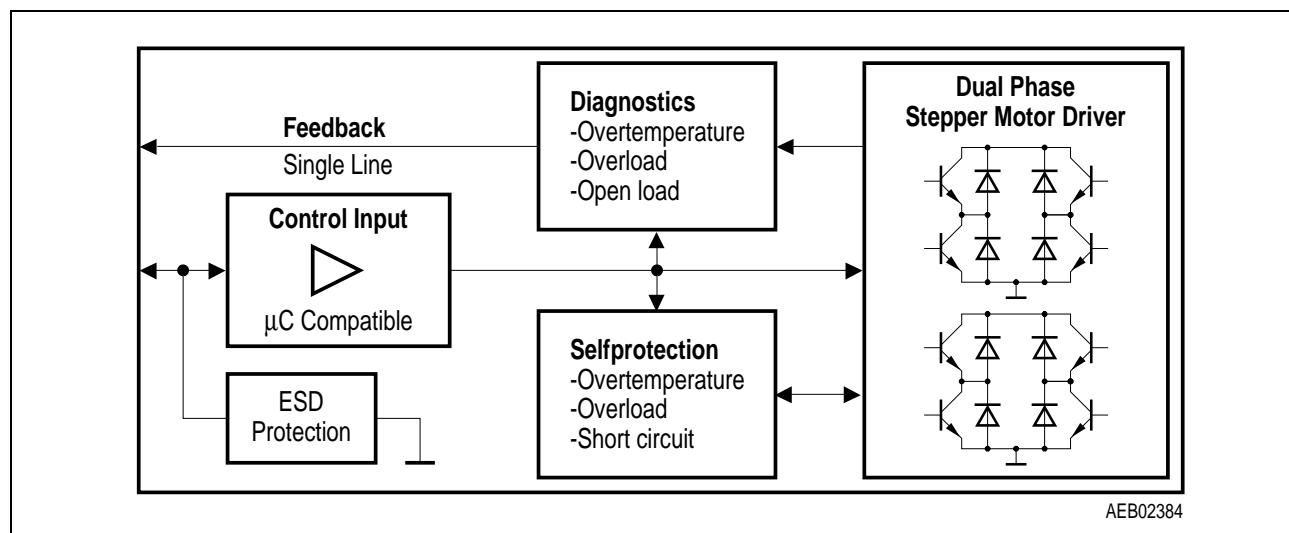 Feedback
Single Line
Control Input
μC Compatible
ESD
Protection
Diagnostics
-Overtemperature
-Overload
-Open load
Selfprotection
-Overtemperature
-Overload
-Short circuit
Dual Phase
Stepper Motor Driver
AEB02384